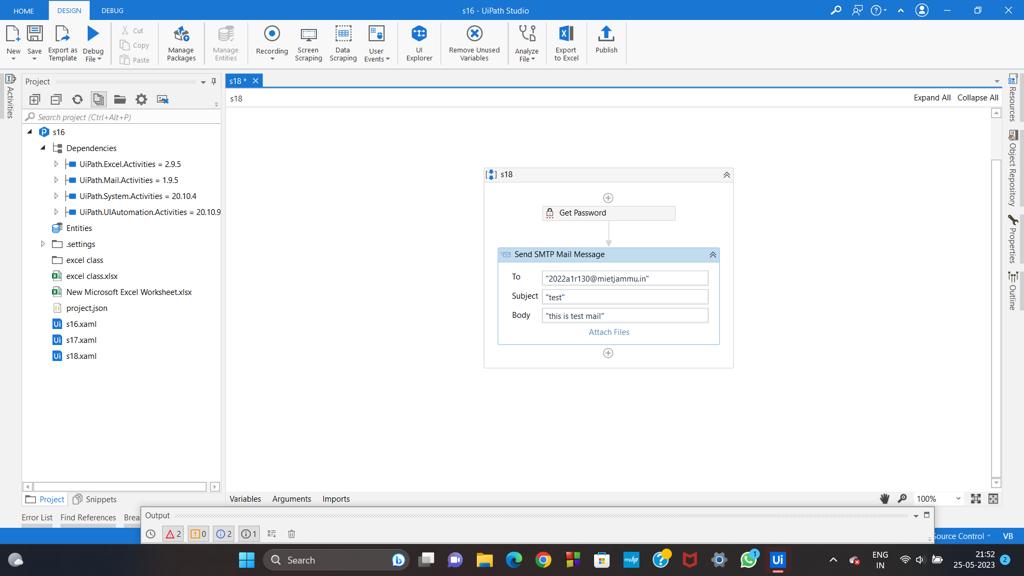 HOME DESIGN DEBUG s16 - UiPath Studio
New Save Export as Template Debug File Cut Copy Paste Manage Packages Manage Entities Recording Screen Scraping Data Scraping User Events UI Explorer Remove Unused Variables Analyze File Export to Excel Publish
Activities
Project
Search project (Ctrl+Alt+P)
s16
Dependencies
UiPath.Excel.Activities = 2.9.5
UiPath.Mail.Activities = 1.9.5
UiPath.System.Activities = 20.10.4
UiPath.UIAutomation.Activities = 20.10.9
Entities
.settings
excel class
excel class.xlsx
New Microsoft Excel Worksheet.xlsx
project.json
s16.xaml
s17.xaml
s18.xaml
Project Snippets
s18 *
s18 Expand All Collapse All
s18
Get Password
Send SMTP Mail Message
To "2022a1r130@mietjammu.in"
Subject "test"
Body "this is test mail"
Attach Files
Resources
Object Repository
Properties
Outline
Variables Arguments Imports 100%
Error List Find References Brea
Output
2 0 2 1
ource Control VB
Search
ENG
IN
21:52
25-05-2023
2